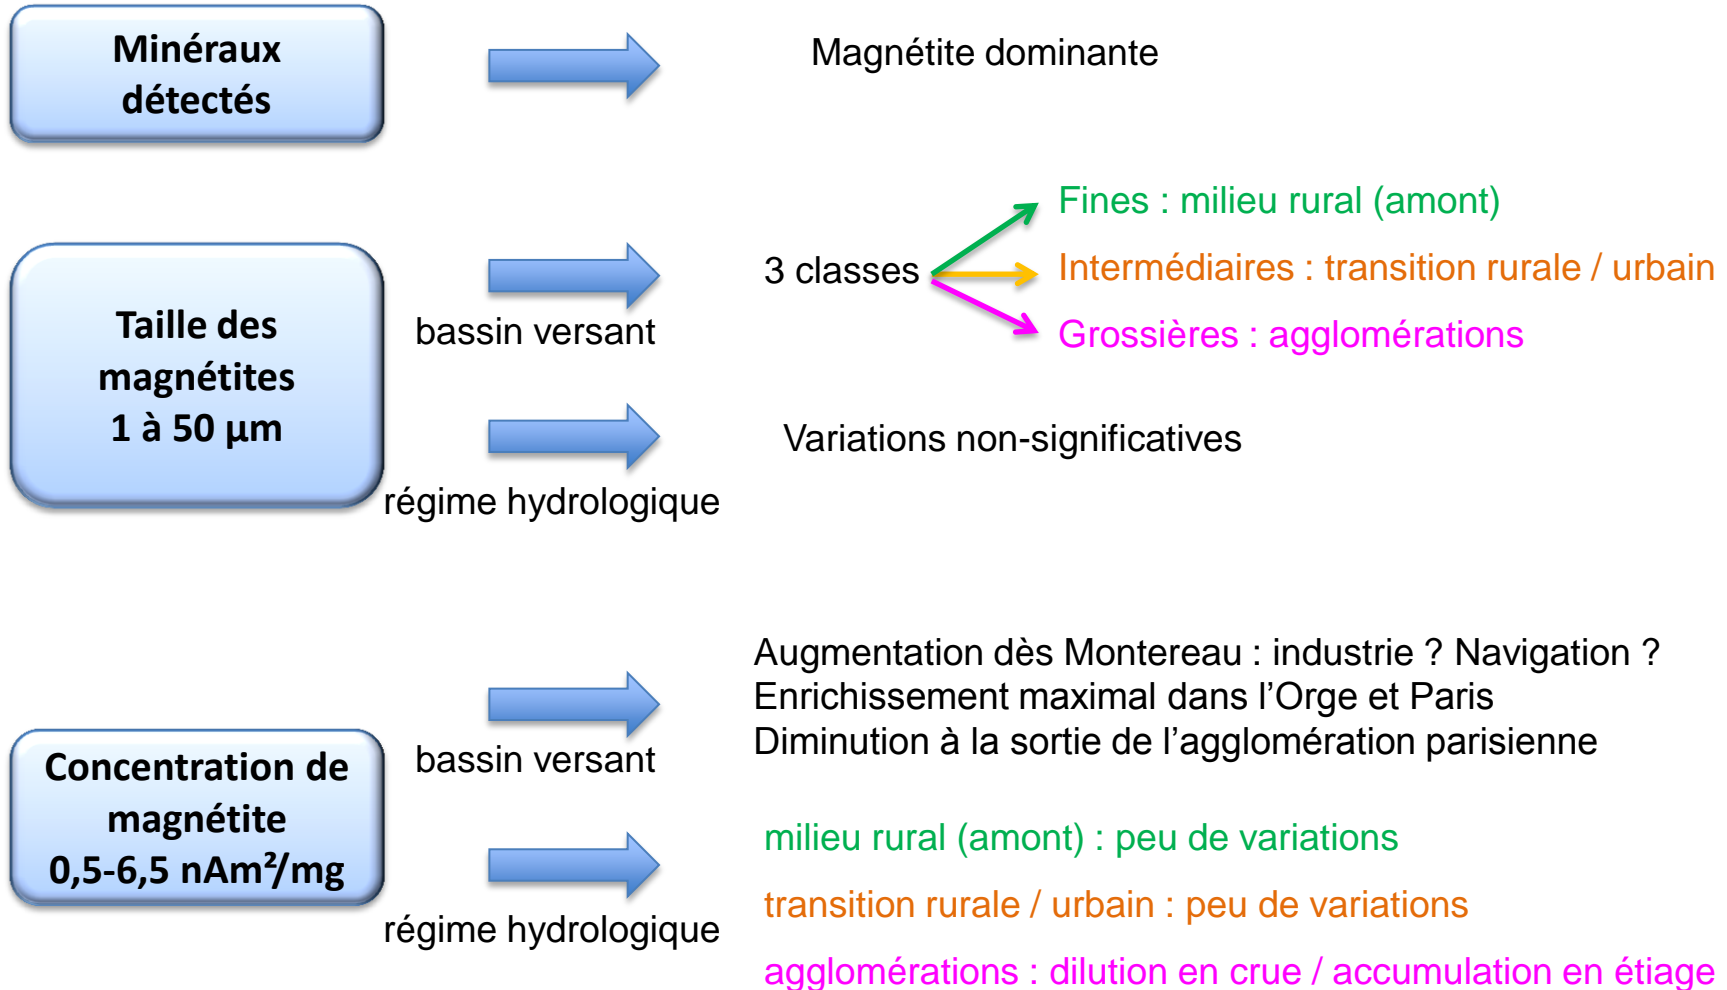 Minéraux
détectés
Magnétite dominante
Taille des
magnétites
1 à 50 µm
bassin versant
3 classes
Fines : milieu rural (amont)
Intermédiaires : transition rurale / urbain
Grossières : agglomérations
régime hydrologique
Variations non-significatives
Concentration de
magnétite
0,5-6,5 nAm²/mg
bassin versant
Augmentation dès Montereau : industrie ? Navigation ?
Enrichissement maximal dans l’Orge et Paris
Diminution à la sortie de l’agglomération parisienne
régime hydrologique
milieu rural (amont) : peu de variations
transition rurale / urbain : peu de variations
agglomérations : dilution en crue / accumulation en étiage